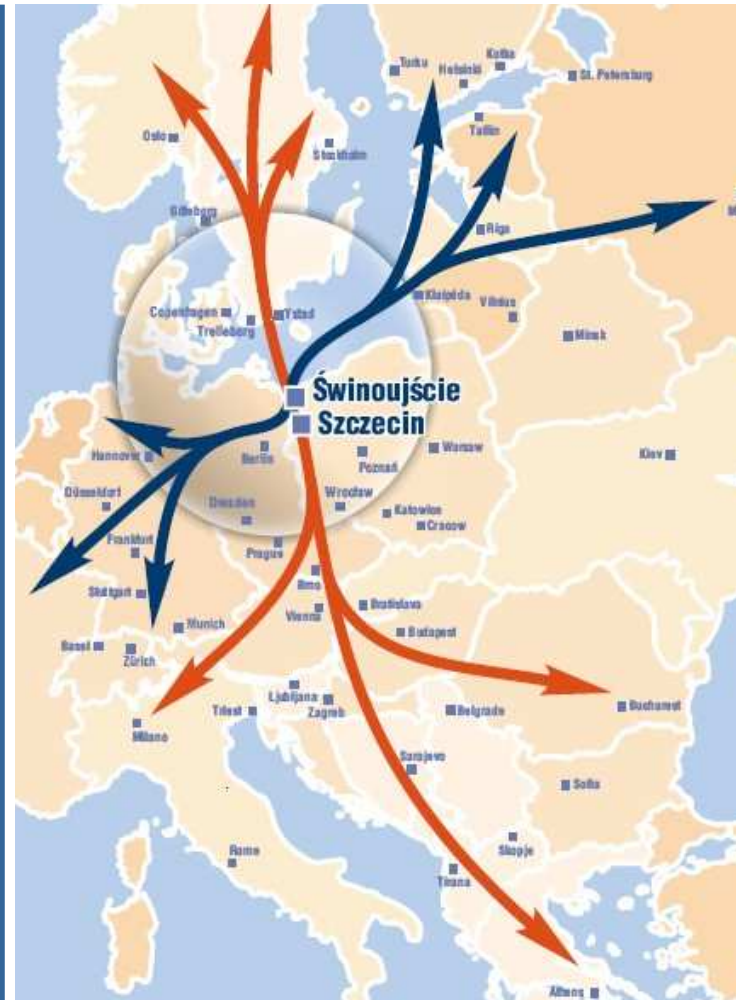 Turku
Helsinki
Kotka
St. Petersburg
Oslo
Stockholm
Tallin
Göteborg
Riga
M
Copenhagen
Trelleborg
Ystad
Klaipėda
Vilnius
Minsk
Świnoujście
Szczecin
Hannover
Berlin
Poznań
Warsaw
Kiev
Düsseldorf
Dresden
Wrocław
Katowice
Cracow
Frankfurt
Prague
Stuttgart
Brno
Vienna
Bratislava
Munich
Budapest
Basel
Zürich
Ljubljana
Zagreb
Triest
Milano
Belgrade
Bucharest
Sarajevo
Sofia
Rome
Skopje
Tirana
Athens